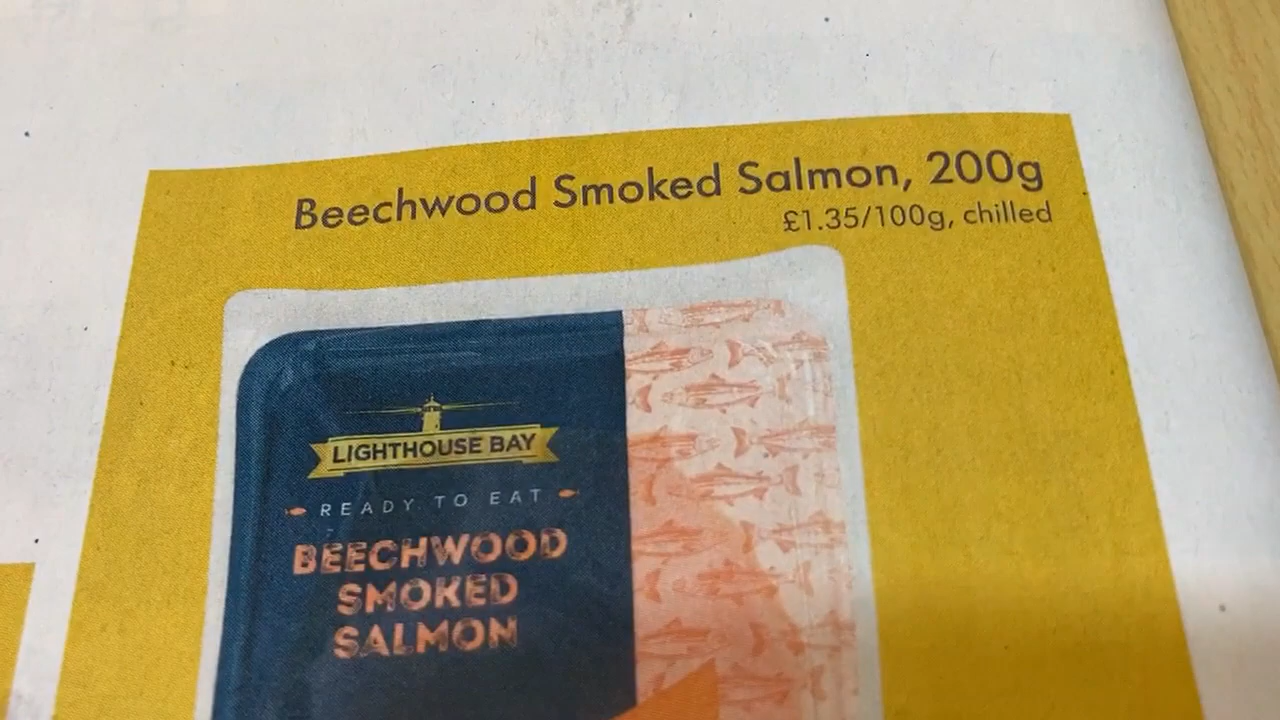 Beechwood Smoked Salmon, 200g
£1.35/100g, chilled
LIGHTHOUSE BAY
READY TO EAT
BEECHWOOD
SMOKED
SALMON